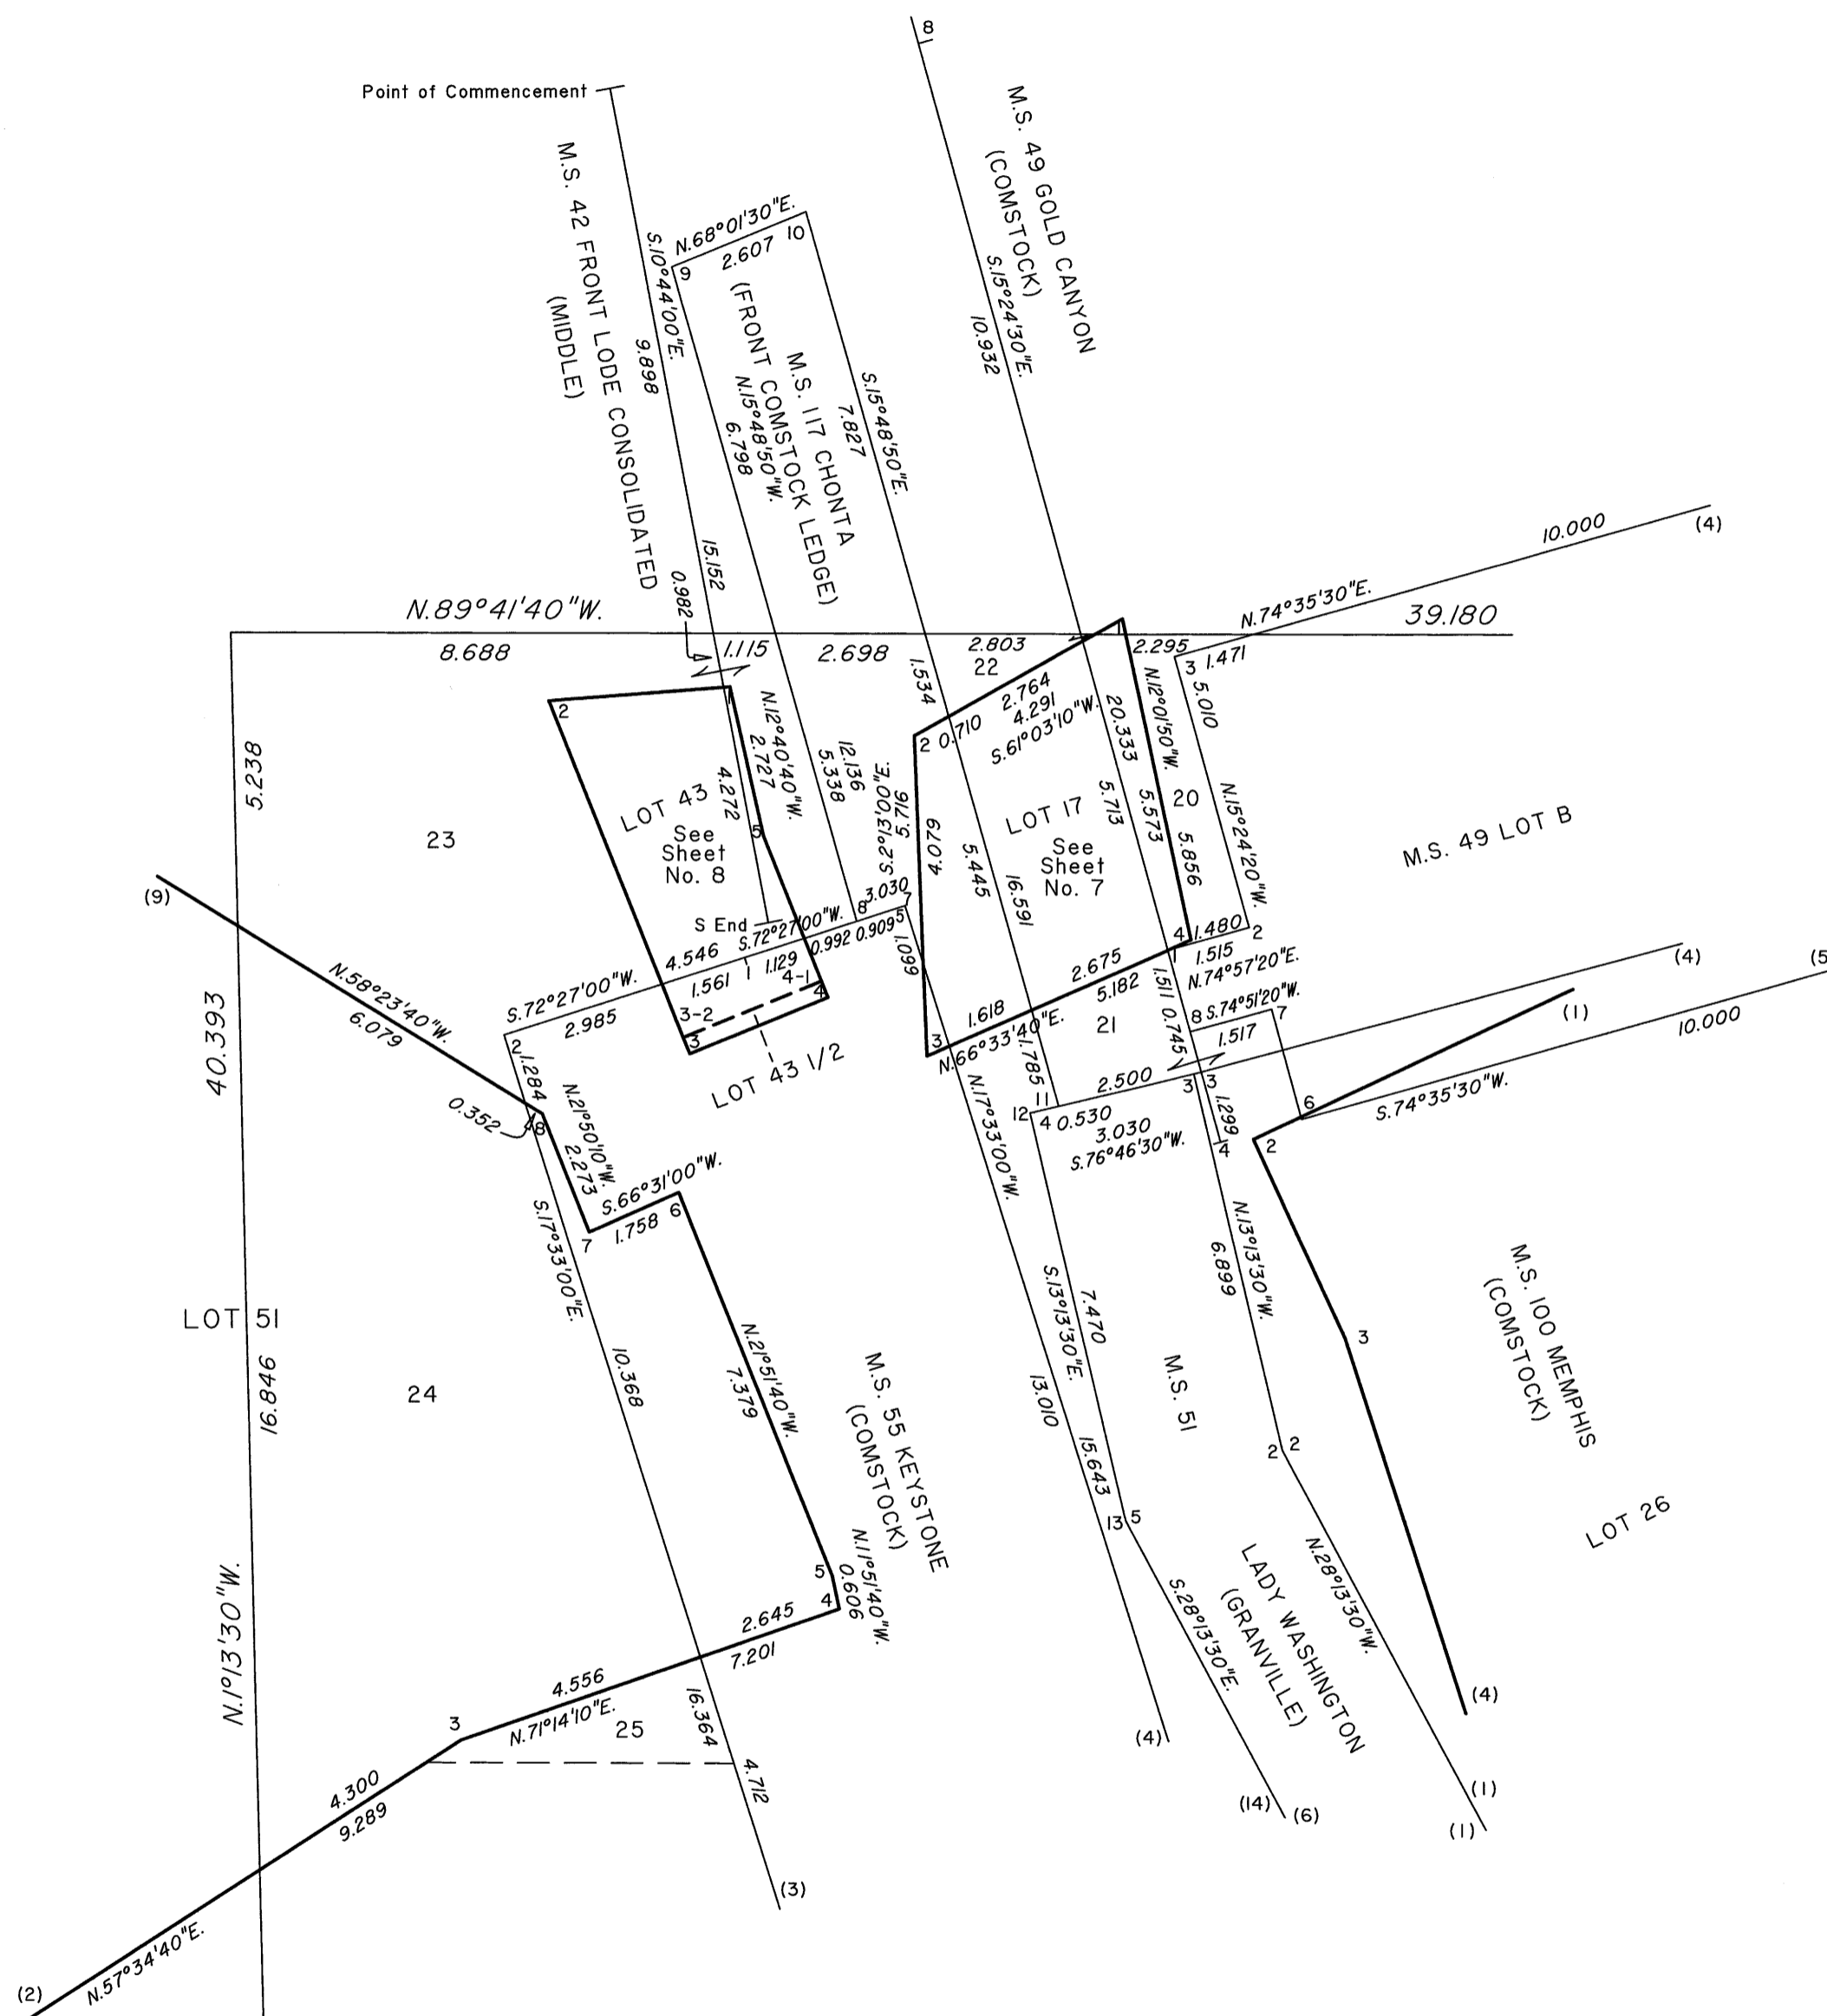 8
Point of Commencement
M.S. 49 GOLD CANYON
(COMSTOCK)
S.15°24'30"E.
10.932
M.S. 42 FRONT LODE CONSOLIDATED
(MIDDLE)
S.10°44'00"E.
9.898
15.152
0.982
N.68°01'30"E.
2.607
9
10
M.S. 117 CHONTA
(FRONT COMSTOCK LEDGE)
N.15°48'50"W.
6.798
S.15°48'50"E.
7.827
10.000
(4)
N.74°35'30"E.
N.89°41'40"W.
39.180
8.688
1.115
2.698
2.803
2.295
22
3
1.471
5.010
1.534
1
2
1
2
0.710
2.764
4.291
S.61°03'10"W.
20.333
N.12°01'50"W.
5.238
N.12°40'40"W.
2.727
4.272
12.136
5.338
S.2°13'00"E.
5.716
4.079
LOT 43
See
Sheet
No. 8
5
LOT 17
See
Sheet
No. 7
5.445
16.591
5.713
5.573
20
5.856
N.15°24'20"W.
M.S. 49 LOT B
23
(9)
S End
S.72°27'00"W.
8
3.030
7
5
0.992
0.909
1.099
4.546
1.561
1
1.129
4-1
4
3-2
3
LOT 43 1/2
S.72°27'00"W.
2.985
2
1.284
N.58°23'40"W.
6.079
0.352
8
N.21°50'10"W.
2.273
S.66°31'00"W.
1.758
7
6
4
1.480
2
1
1.515
N.74°57'20"E.
2.675
5.182
1.618
3
N.66°33'40"E.
21
1.511
0.745
8
S.74°51'20"W.
7
1.517
(4)
(5
(1)
10.000
S.74°35'30"W.
1.785
11
12
4
0.530
2.500
3.030
S.76°46'30"W.
3
3
1.299
4
6
2
N.17°33'00"W.
40.393
S.17°33'00"E.
10.368
LOT 51
16.846
24
N.21°51'40"W.
7.379
M.S. 55 KEYSTONE
(COMSTOCK)
S.13°13'30"E.
7.470
13.010
15.643
M.S. 51
6.899
N.13°13'30"W.
3
M.S. 100 MEMPHIS
(COMSTOCK)
2
2
13
5
LOT 26
N.1°13'30"W.
5
4
N.11°51'40"W.
0.606
2.645
7.201
4.556
N.71°14'10"E.
3
25
16.364
4.712
4.300
9.289
S.28°13'30"E.
LADY WASHINGTON
(GRANVILLE)
N.28°13'30"W.
(4)
(4)
(14)
(6)
(1)
(1)
(3)
(2)
N.57°34'40"E.